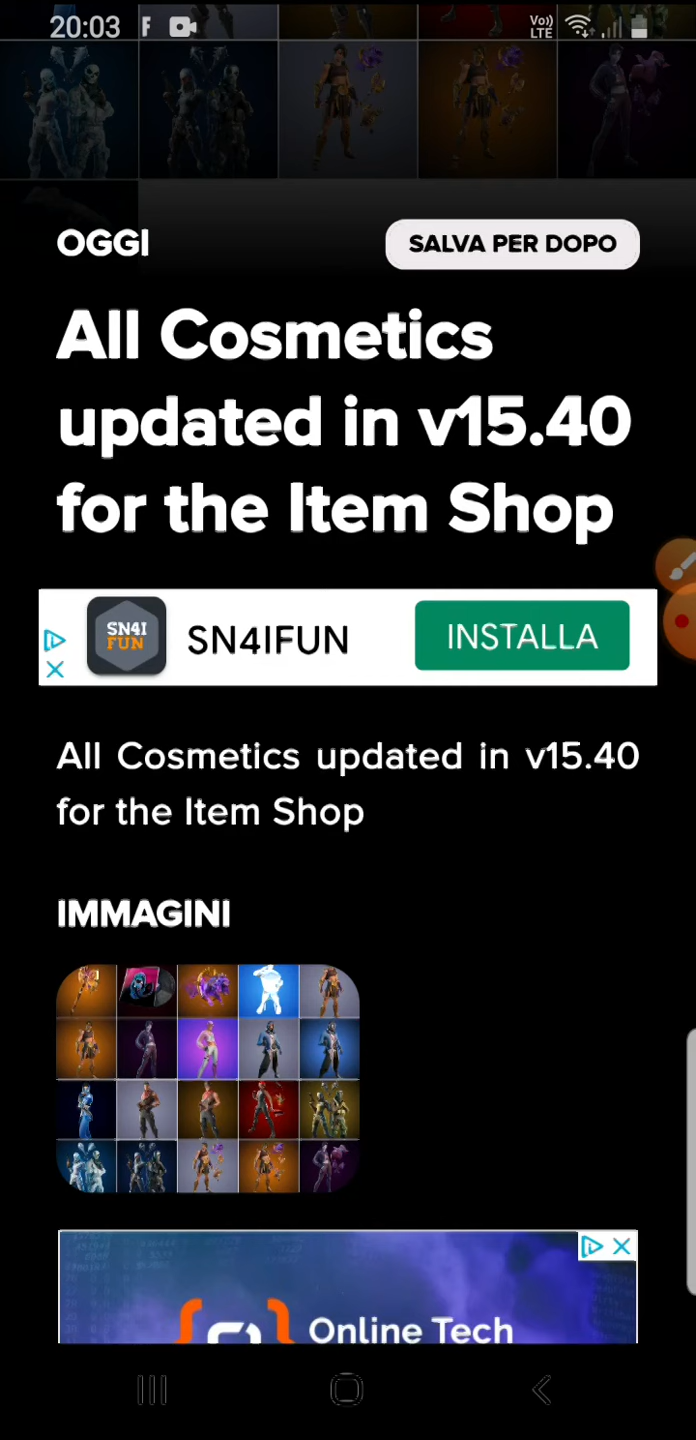 20:03
Vo))
LTE
OGGI
SALVA PER DOPO
All Cosmetics
updated in v15.40
for the Item Shop
SN4I
FUN
SN4IFUN
INSTALLA
All Cosmetics updated in v15.40
for the Item Shop
IMMAGINI
Online Tech